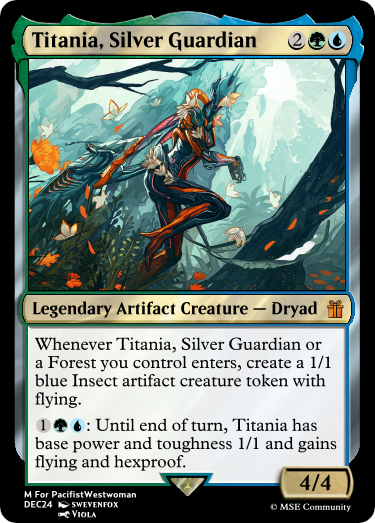 Titania, Silver Guardian 2
Legendary Artifact Creature — Dryad
Whenever Titania, Silver Guardian or
a Forest you control enters, create a 1/1
blue Insect artifact creature token with
flying.
1 : Until end of turn, Titania has
base power and toughness 1/1 and gains
flying and hexproof.
4/4
M For PacifistWestwoman
DEC24 SWEVENFOX
VIOLA
© MSE Community